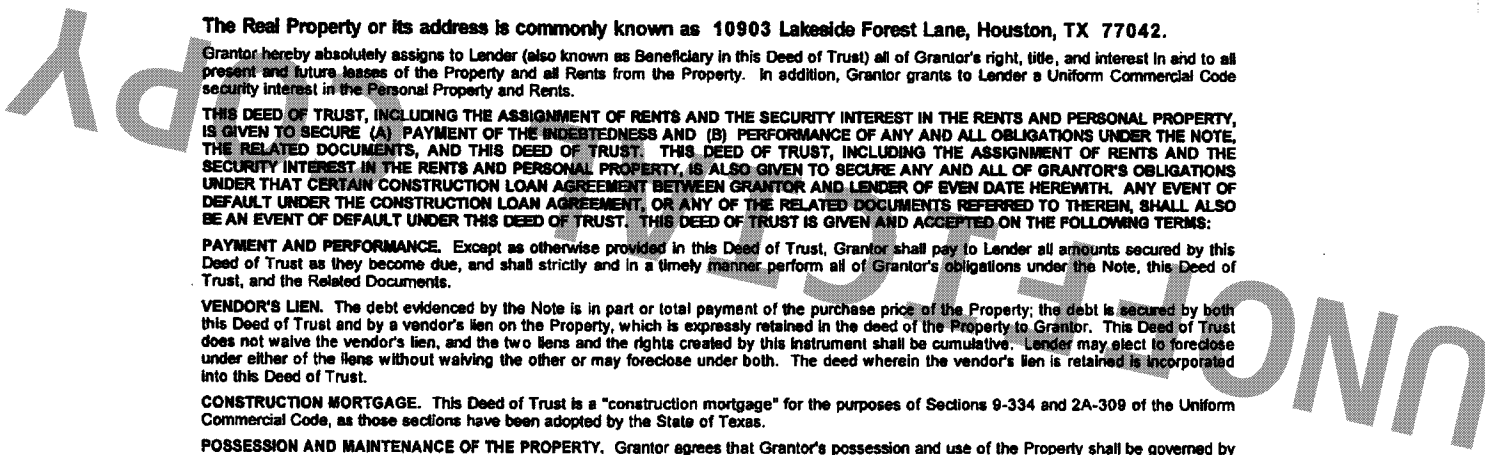 The Real Property or its address is commonly known as 10903 Lakeside Forest Lane, Houston, TX 77042.
Grantor hereby absolutely assigns to Lender (also known as Beneficiary in this Deed of Trust) all of Grantor's right, title, and interest in and to all
present and future leases of the Property and all Rents from the Property. In addition, Grantor grants to Lender a Uniform Commercial Code
security interest in the Personal Property and Rents.
THIS DEED OF TRUST, INCLUDING THE ASSIGNMENT OF RENTS AND THE SECURITY INTEREST IN THE RENTS AND PERSONAL PROPERTY,
IS GIVEN TO SECURE (A) PAYMENT OF THE INDEBTEDNESS AND (B) PERFORMANCE OF ANY AND ALL OBLIGATIONS UNDER THE NOTE,
THE RELATED DOCUMENTS, AND THIS DEED OF TRUST. THIS DEED OF TRUST, INCLUDING THE ASSIGNMENT OF RENTS AND THE
SECURITY INTEREST IN THE RENTS AND PERSONAL PROPERTY, IS ALSO GIVEN TO SECURE ANY AND ALL OF GRANTOR'S OBLIGATIONS
UNDER THAT CERTAIN CONSTRUCTION LOAN AGREEMENT BETWEEN GRANTOR AND LENDER OF EVEN DATE HEREWITH. ANY EVENT OF
DEFAULT UNDER THE CONSTRUCTION LOAN AGREEMENT, OR ANY OF THE RELATED DOCUMENTS REFERRED TO THEREIN, SHALL ALSO
BE AN EVENT OF DEFAULT UNDER THIS DEED OF TRUST. THIS DEED OF TRUST IS GIVEN AND ACCEPTED ON THE FOLLOWING TERMS:
PAYMENT AND PERFORMANCE. Except as otherwise provided in this Deed of Trust, Grantor shall pay to Lender all amounts secured by this
Deed of Trust as they become due, and shall strictly and in a timely manner perform all of Grantor's obligations under the Note, this Deed of
Trust, and the Related Documents.
VENDOR'S LIEN. The debt evidenced by the Note is in part or total payment of the purchase price of the Property; the debt is secured by both
this Deed of Trust and by a vendor's lien on the Property, which is expressly retained in the deed of the Property to Grantor. This Deed of Trust
does not waive the vendor's lien, and the two liens and the rights created by this instrument shall be cumulative. Lender may elect to foreclose
under either of the liens without waiving the other or may foreclose under both. The deed wherein the vendor's lien is retained is incorporated
into this Deed of Trust.
CONSTRUCTION MORTGAGE. This Deed of Trust is a "construction mortgage" for the purposes of Sections 9-334 and 2A-309 of the Uniform
Commercial Code, as those sections have been adopted by the State of Texas.
POSSESSION AND MAINTENANCE OF THE PROPERTY. Grantor agrees that Grantor's possession and use of the Property shall be governed by
UNOFFICIAL COPY